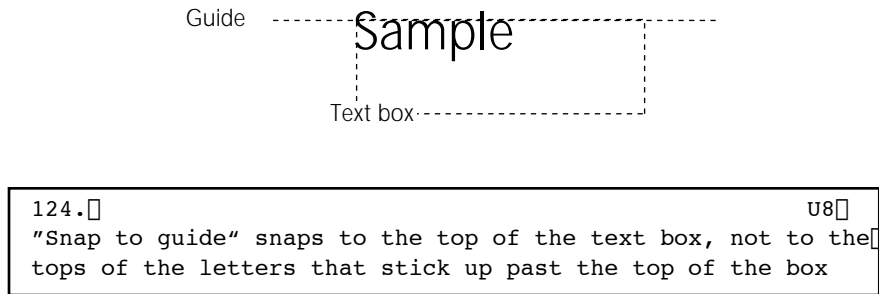 Guide
Sample
Text box
124. U8
”Snap to guide“ snaps to the top of the text box, not to the
tops of the letters that stick up past the top of the box